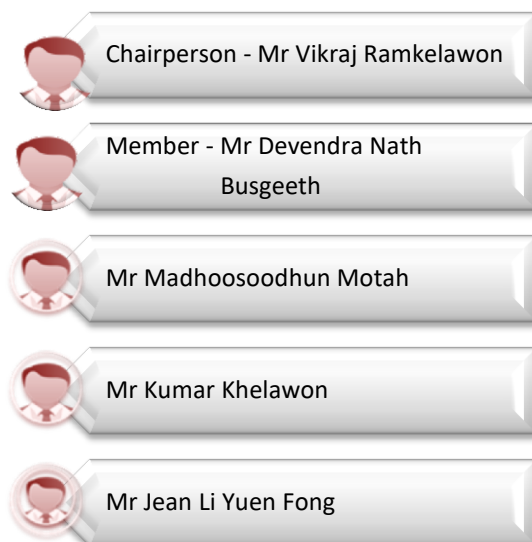 Chairperson - Mr Vikraj Ramkelawon
Member - Mr Devendra Nath
Busgeeth
Mr Madhoosoodhun Motah
Mr Kumar Khelawon
Mr Jean Li Yuen Fong